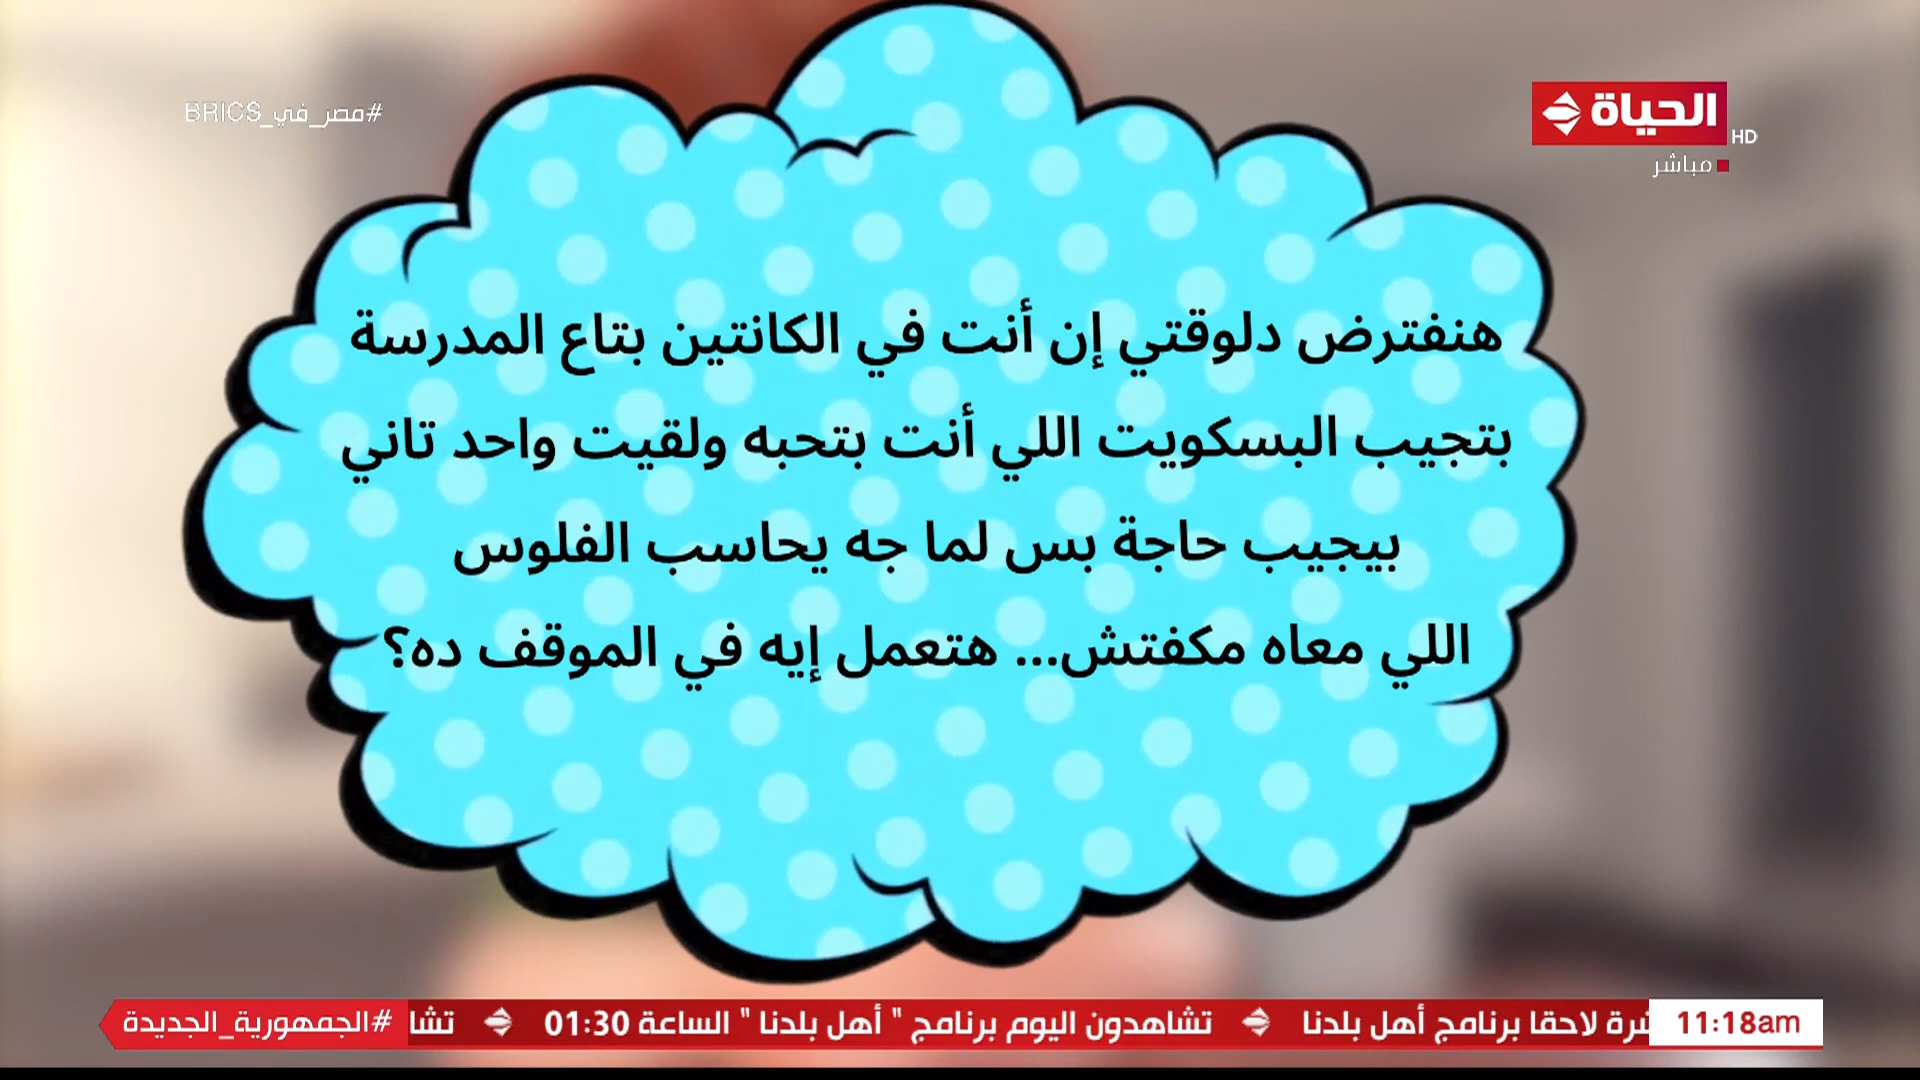 #مصر_في_BRICS
الحياة
HD
مباشر
هنفترض دلوقتي إن أنت في الكانتين بتاع المدرسة
بتجيب البسكويت اللي أنت بتحبه ولقيت واحد تاني
بيجيب حاجة بس لما جه يحاسب الفلوس
اللي معاه مكفتش... هتعمل إيه في الموقف ده؟
11:18am
لاحقا برنامج أهل بلدنا تشاهدون اليوم برنامج " أهل بلدنا " الساعة 01:30 تشا
#الجمهورية_الجديدة